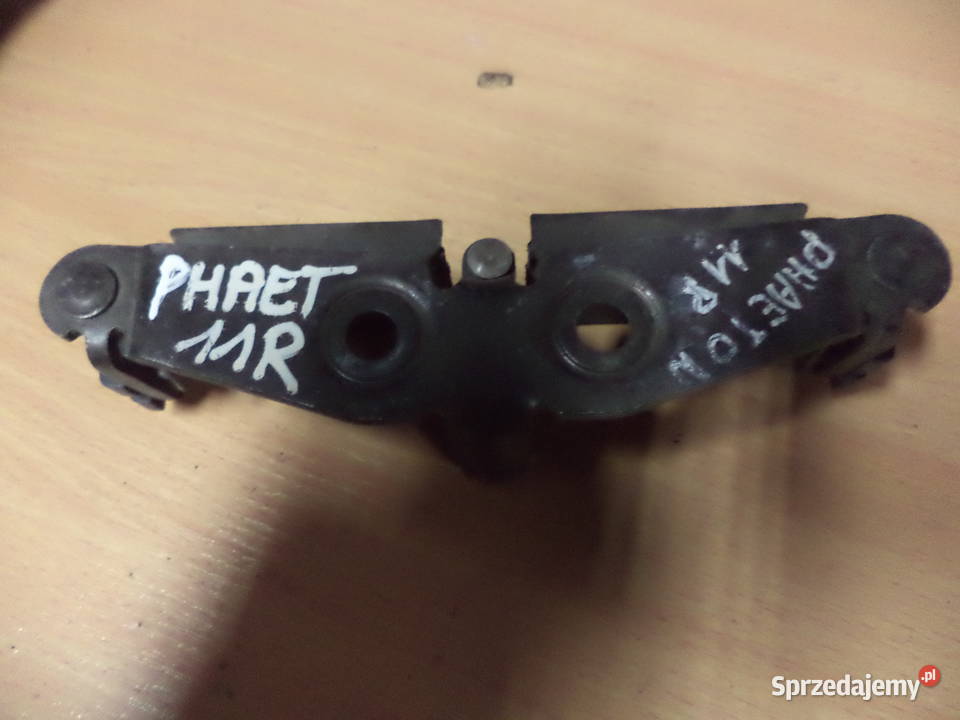 PHAET
11R
PHAETON
11R
Sprzedajemy.pl